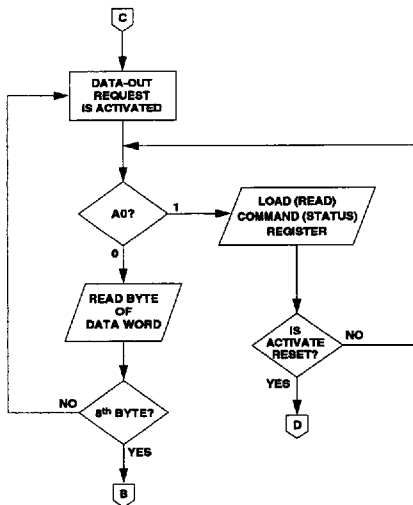 C
DATA-OUT
REQUEST
IS ACTIVATED
A0?
1
0
LOAD (READ)
COMMAND (STATUS)
REGISTER
READ BYTE
OF
DATA WORD
IS
ACTIVATE
RESET?
NO
YES
D
NO
8th BYTE?
YES
B